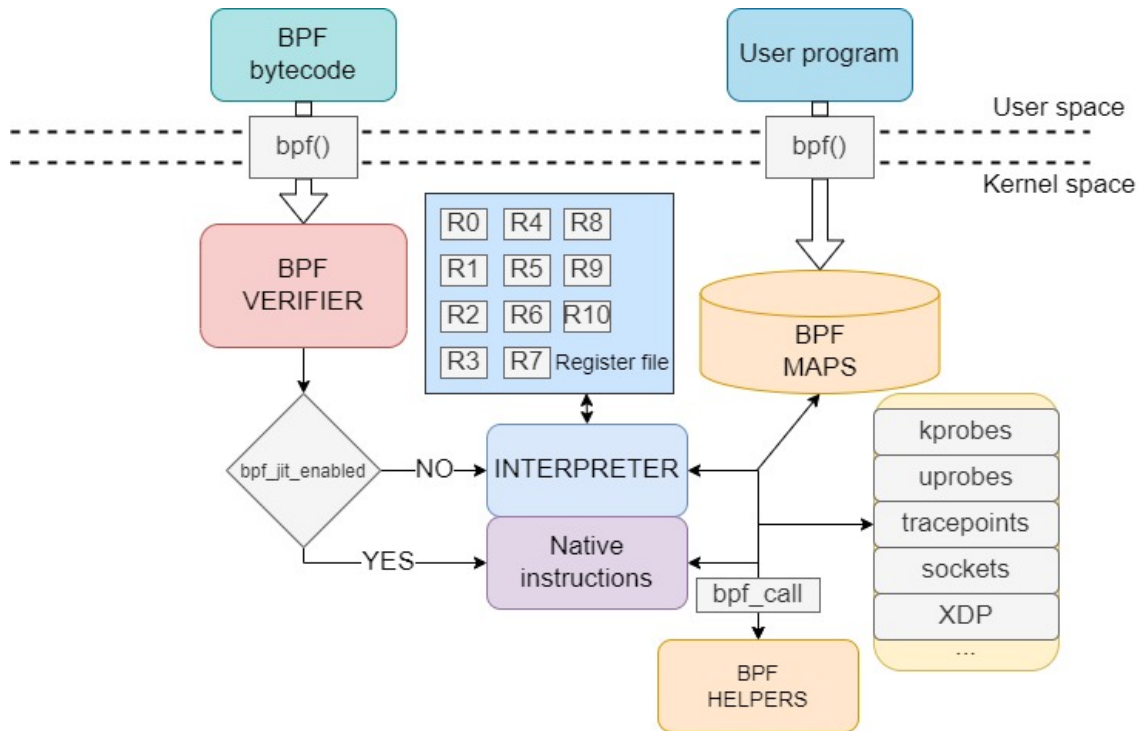 BPF
bytecode
User program
User space
bpf()
bpf()
Kernel space
BPF
VERIFIER
R0
R4
R8
R1
R5
R9
R2
R6
R10
R3
R7
Register file
BPF
MAPS
bpf_jit_enabled
NO
INTERPRETER
YES
Native
instructions
kprobes
uprobes
tracepoints
sockets
XDP
...
bpf_call
BPF
HELPERS